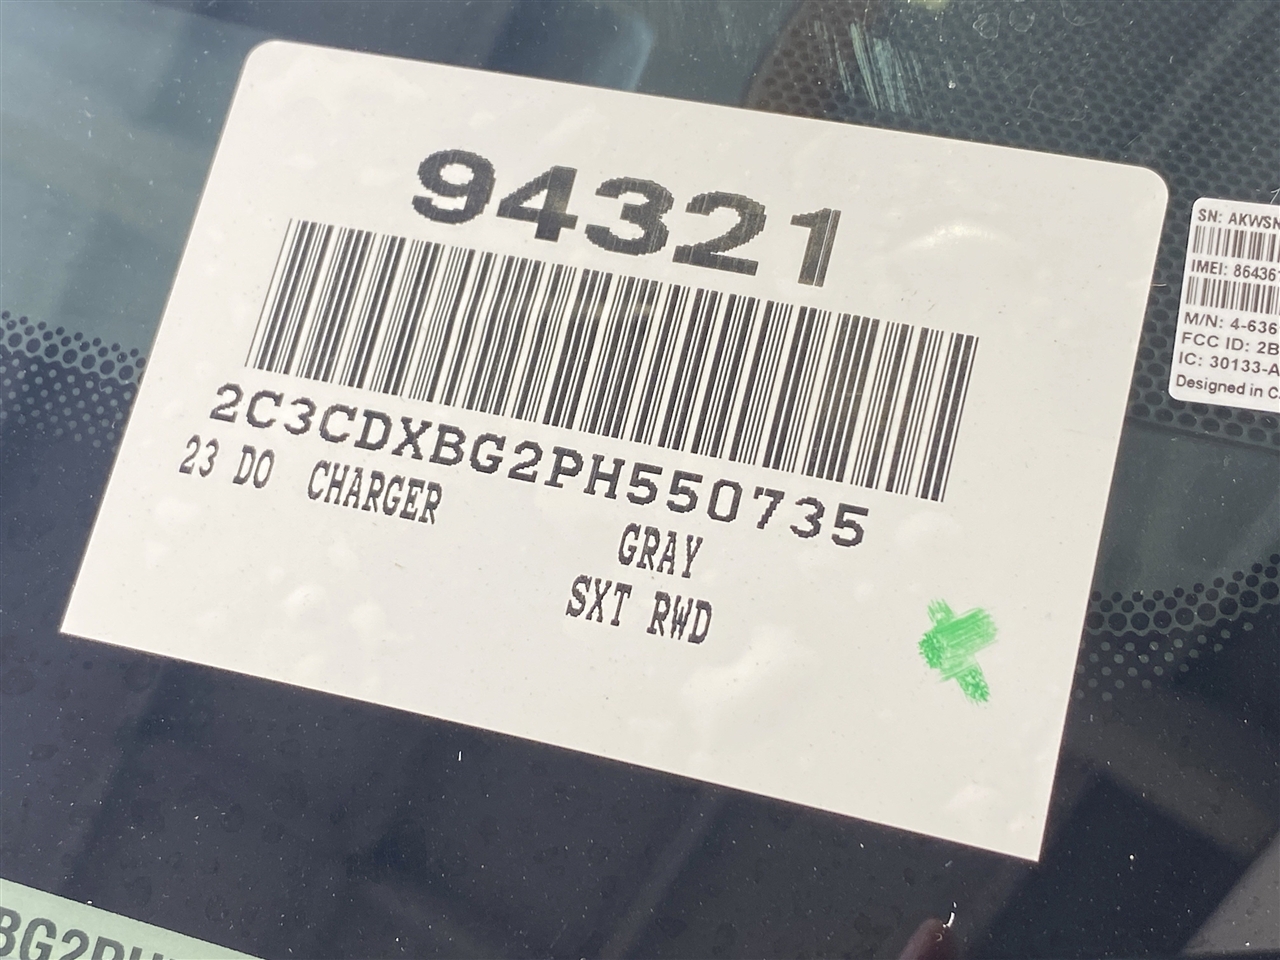 94321
2C3CDXBG2PH550735
23 DO CHARGER
GRAY
SXT RWD
SN: AKWSN
IMEI: 86436
M/N: 4-636
FCC ID: 2B
IC: 30133-A
Designed in C
BG2PH